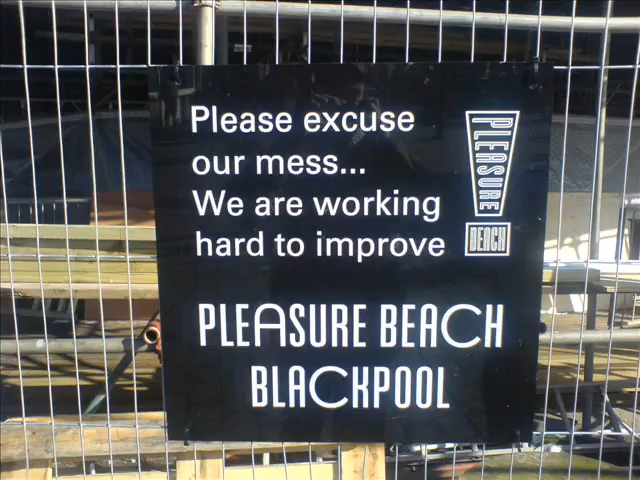 Please excuse
our mess...
We are working
hard to improve
PLEASURE
BEACH
PLEASURE BEACH
BLACKPOOL